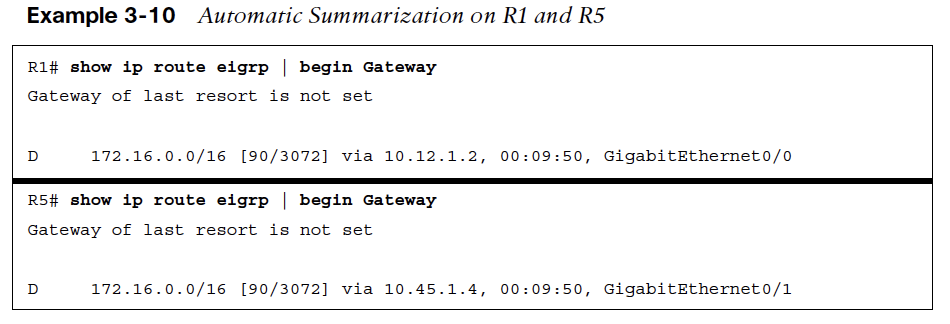 Example 3-10 Automatic Summarization on R1 and R5
R1# show ip route eigrp | begin Gateway
Gateway of last resort is not set
D 172.16.0.0/16 [90/3072] via 10.12.1.2, 00:09:50, GigabitEthernet0/0
R5# show ip route eigrp | begin Gateway
Gateway of last resort is not set
D 172.16.0.0/16 [90/3072] via 10.45.1.4, 00:09:50, GigabitEthernet0/1